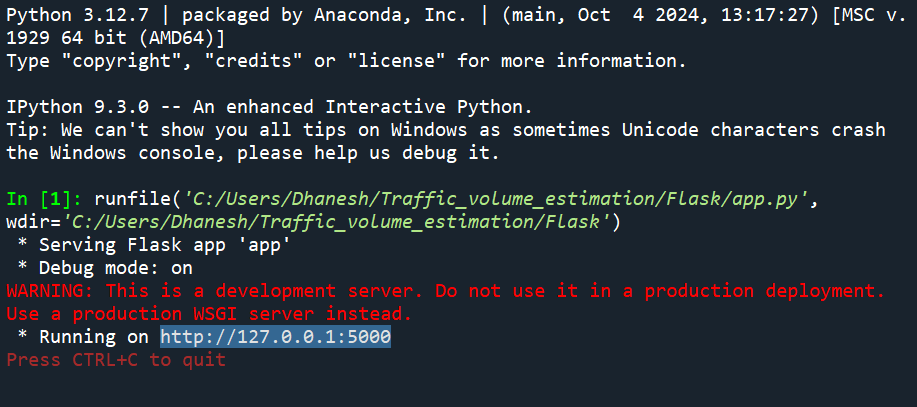 Python 3.12.7 | packaged by Anaconda, Inc. | (main, Oct  4 2024, 13:17:27) [MSC v.
1929 64 bit (AMD64)]
Type "copyright", "credits" or "license" for more information.

IPython 9.3.0 -- An enhanced Interactive Python.
Tip: We can't show you all tips on Windows as sometimes Unicode characters crash
the Windows console, please help us debug it.

In [1]: runfile('C:/Users/Dhanesh/Traffic_volume_estimation/Flask/app.py',
wdir='C:/Users/Dhanesh/Traffic_volume_estimation/Flask')
 * Serving Flask app 'app'
 * Debug mode: on
WARNING: This is a development server. Do not use it in a production deployment.
Use a production WSGI server instead.
 * Running on http://127.0.0.1:5000
Press CTRL+C to quit